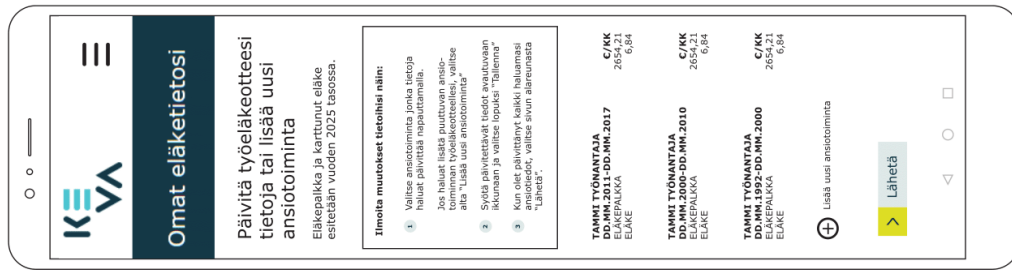 KEVA
Omat eläketietosi
Päivitä työeläkeotteesi
tietoja tai lisää uusi
ansiotoiminta
Eläkepalkka ja karttunut eläke
esitetään vuoden 2025 tasossa.
Ilmoita muutokset tietoihisi näin:
1 Valitse ansiotoiminta jonka tietoja
haluat päivittää napauttamalla.
Jos haluat lisätä puuttuvan ansio-
toiminnan työeläkeotteellesi, valitse
alta "Lisää uusi ansiotoiminta"
2 Syötä päivitettävät tiedot avautuvaan
ikkunaan ja valitse lopuksi "Tallenna"
3 Kun olet päivittänyt kaikki haluamasi
ansiotiedot, valitse sivun alareunasta
"Lähetä".
TAMMI TYÖNANTAJA
DD.MM.2011-DD.MM.2017 €/KK
ELÄKEPALKKA 2654,21
ELÄKE 6,84
TAMMI TYÖNANTAJA
DD.MM.2000-DD.MM.2010 €/KK
ELÄKEPALKKA 2654,21
ELÄKE 6,84
TAMMI TYÖNANTAJA
DD.MM.1992-DD.MM.2000 €/KK
ELÄKEPALKKA 2654,21
ELÄKE 6,84
Lisää uusi ansiotoiminta
Lähetä